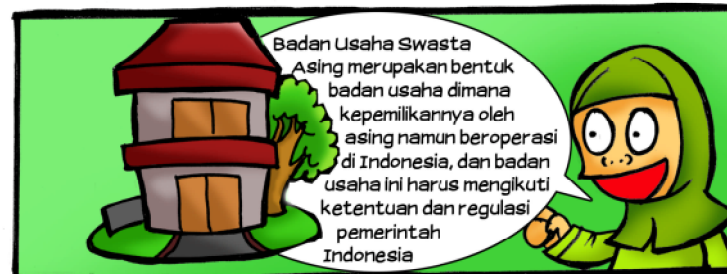 Badan Usaha Swasta
Asing merupakan bentuk
badan usaha dimana
kepemilikannya oleh
asing namun beroperasi
di Indonesia, dan badan
usaha ini harus mengikuti
ketentuan dan regulasi
pemerintah
Indonesia